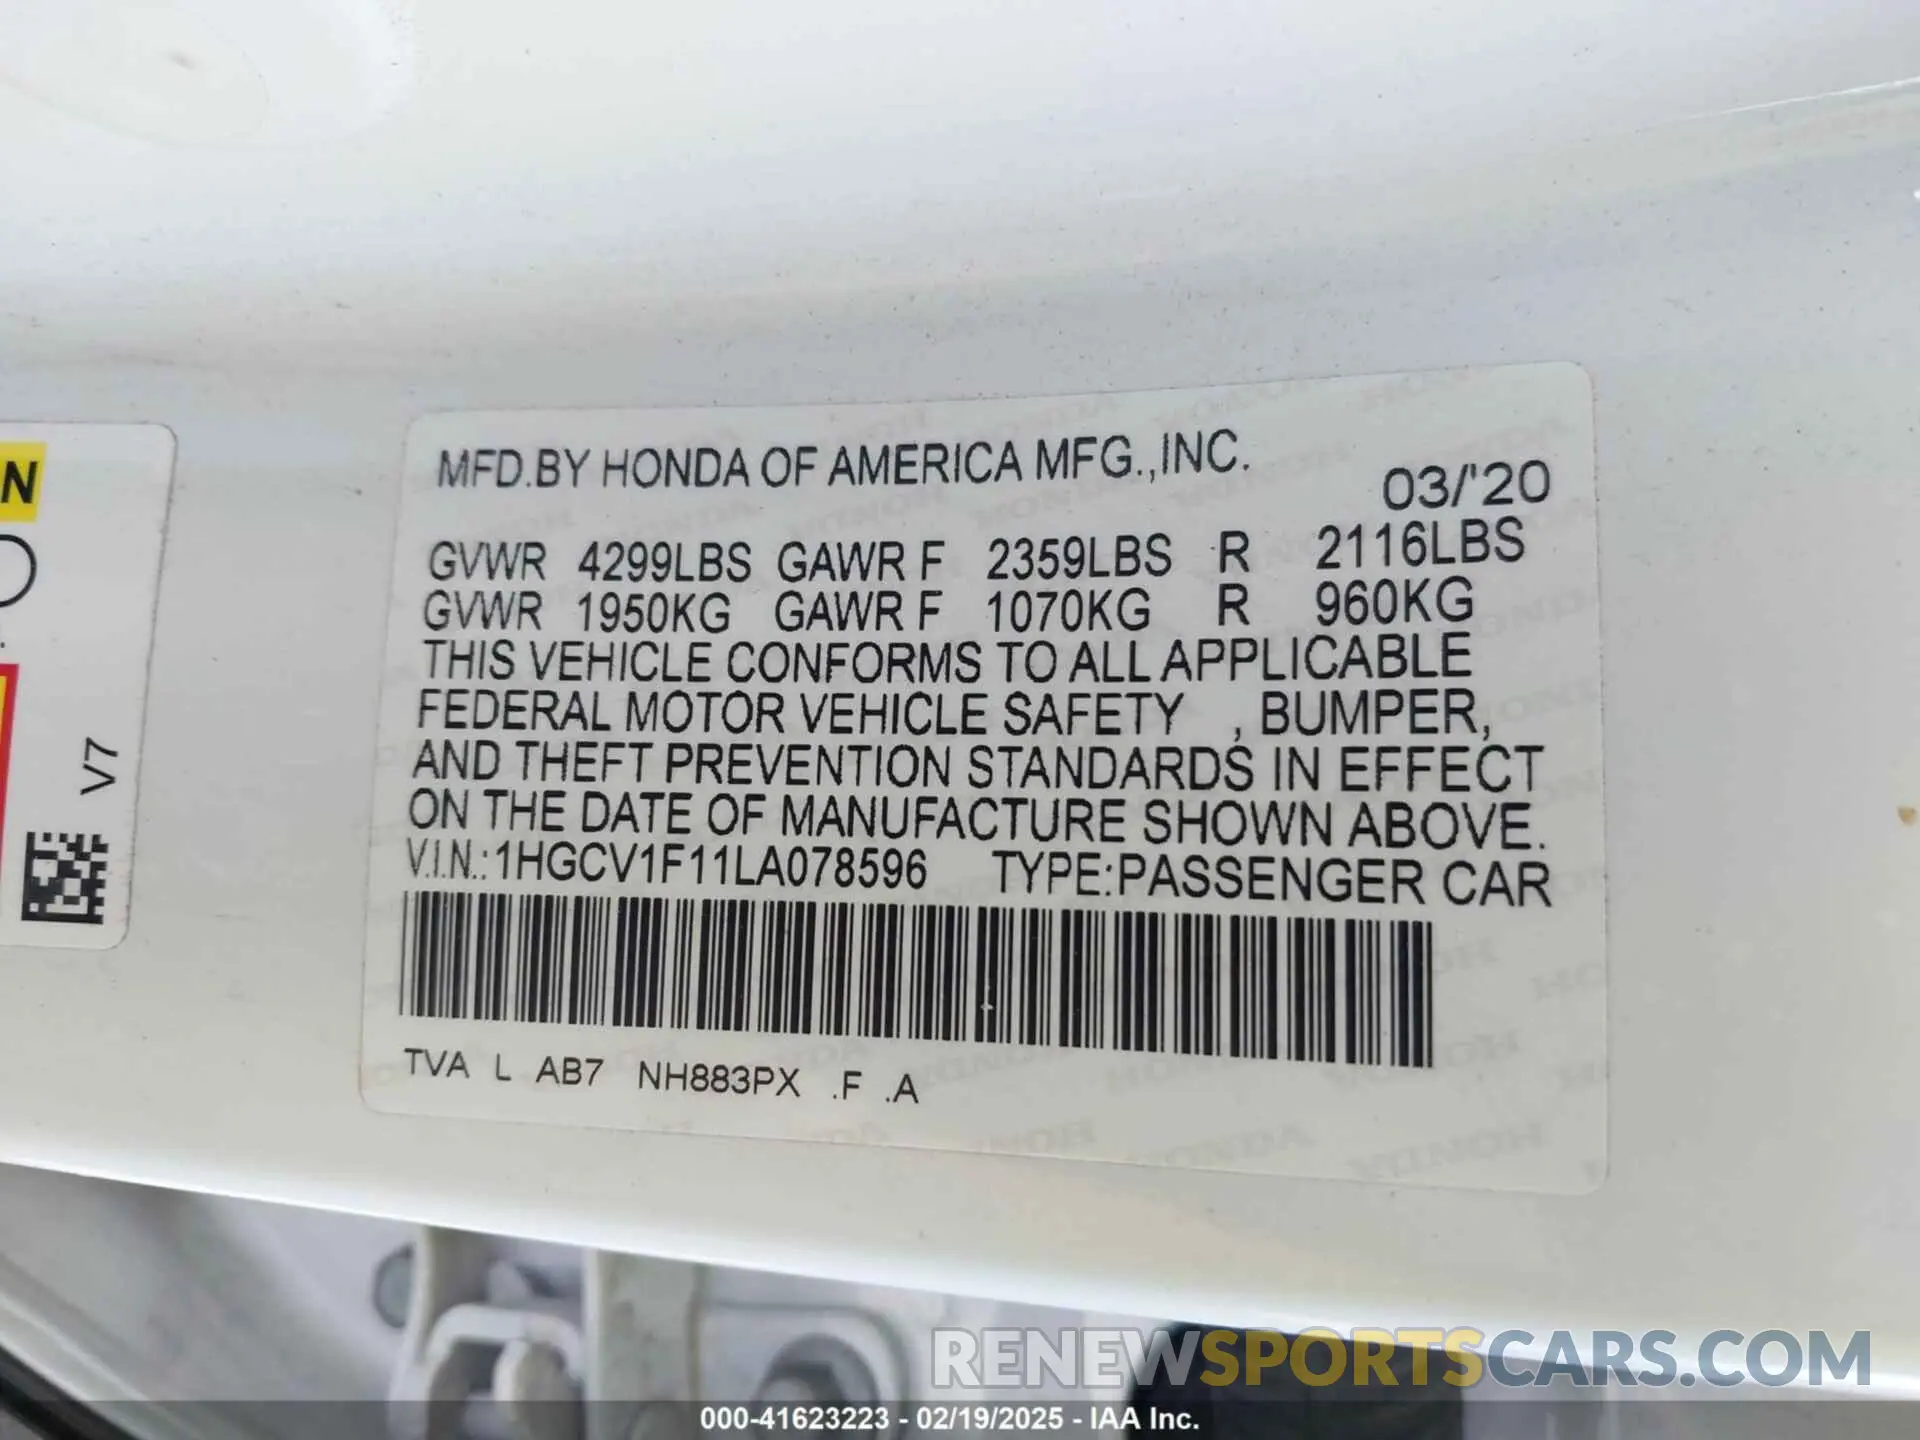 MFD.BY HONDA OF AMERICA MFG.,INC.
03/'20
GVWR 4299LBS GAWR F 2359LBS R 2116LBS
GVWR 1950KG GAWR F 1070KG R 960KG
THIS VEHICLE CONFORMS TO ALL APPLICABLE
FEDERAL MOTOR VEHICLE SAFETY , BUMPER,
AND THEFT PREVENTION STANDARDS IN EFFECT
ON THE DATE OF MANUFACTURE SHOWN ABOVE.
V.I.N.: 1HGCV1F11LA078596 TYPE:PASSENGER CAR
TVA L AB7 NH883PX .F .A
N
V7
RENEWSPORTSCARS.COM
000-41623223 - 02/19/2025 - IAA Inc.